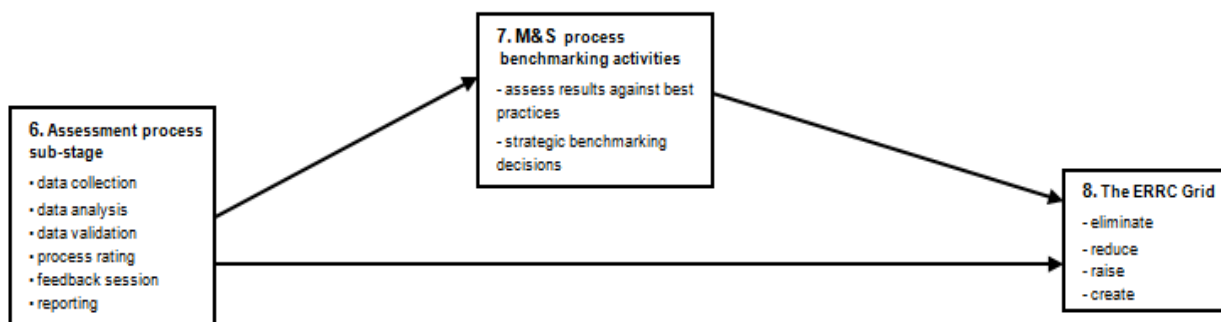 7. M&S process
benchmarking activities
- assess results against best
practices
- strategic benchmarking
decisions
6. Assessment process
sub-stage
• data collection
• data analysis
• data validation
• process rating
• feedback session
• reporting
8. The ERRC Grid
- eliminate
- reduce
- raise
- create